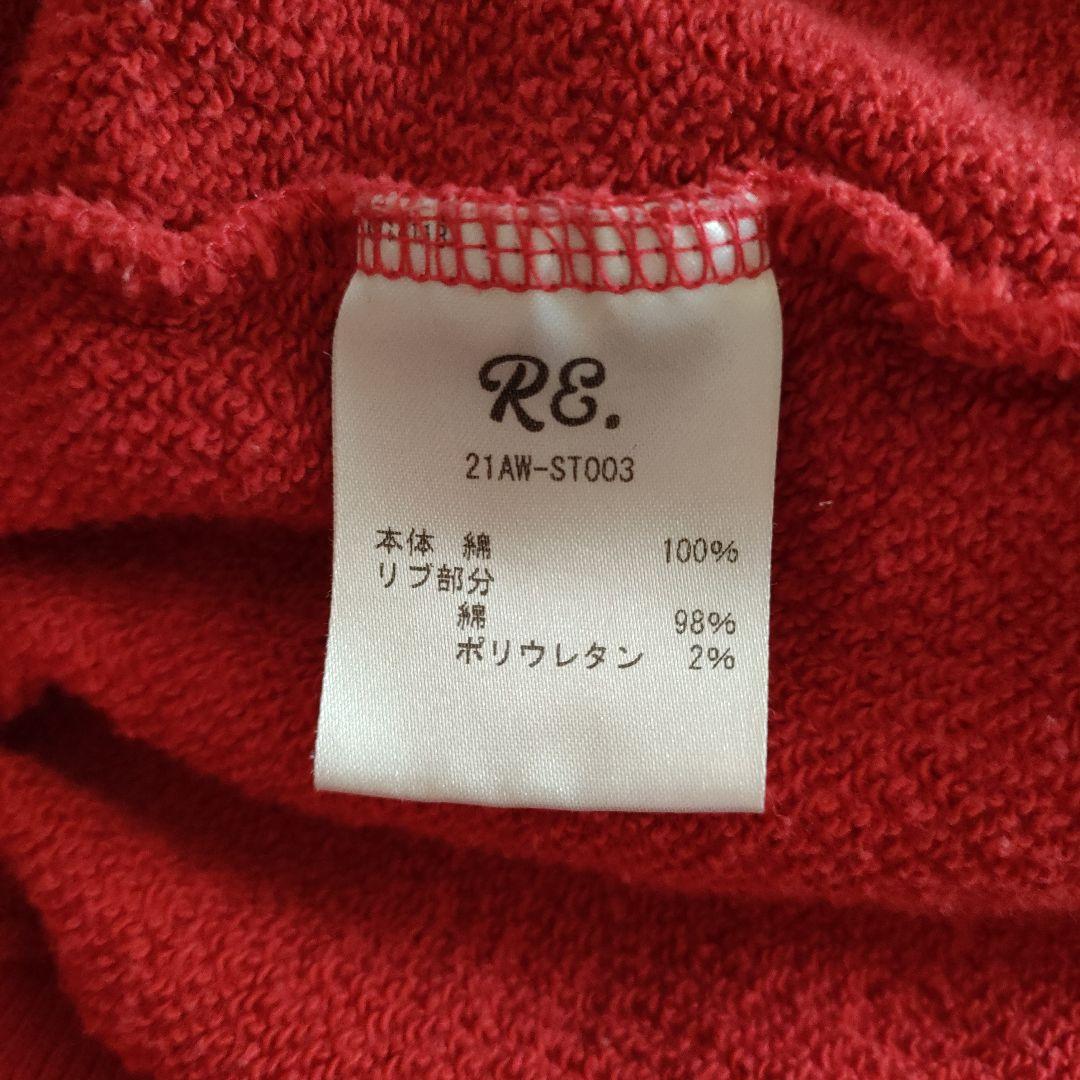 RE.
21AW-ST003
本体 綿 100%
リブ部分
綿 98%
ポリウレタン 2%